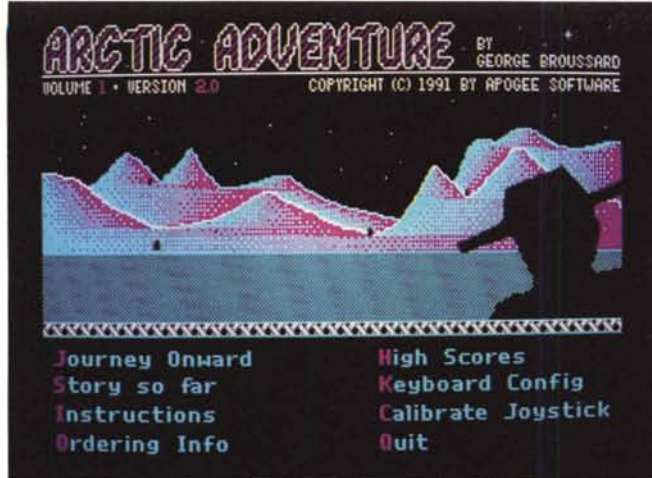 ARCTIC ADVENTURE
BY
GEORGE BROUSSARD
VOLUME 1 • VERSION 2.0
COPYRIGHT (C) 1991 BY APOGEE SOFTWARE
Journey Onward
Story so far
Instructions
Ordering Info
High Scores
Keyboard Config
Calibrate Joystick
Quit